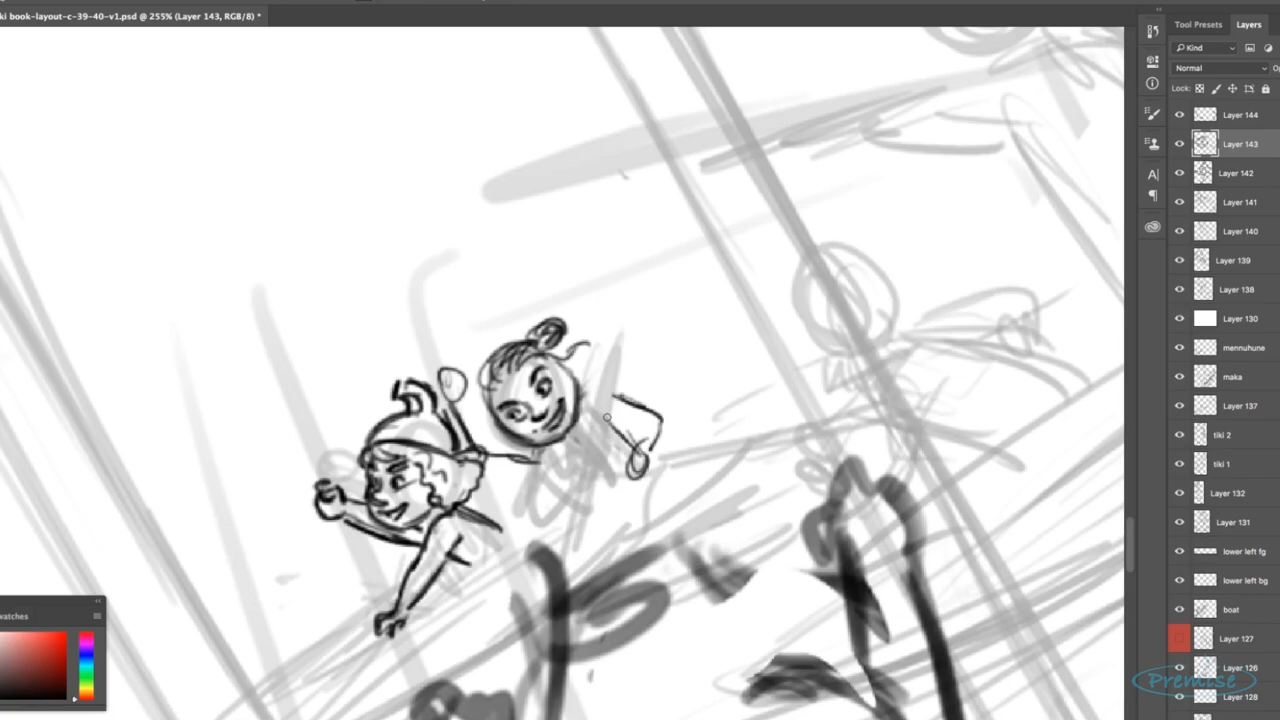 ki book-layout-c-39-40-v1.psd @ 255% (Layer 143, RGB/8) *
Tool Presets Layers
Kind
Normal Op
Lock:
Layer 144
Layer 143
Layer 142
Layer 141
Layer 140
Layer 139
Layer 138
Layer 130
mennuhune
maka
Layer 137
tiki 2
tiki 1
Layer 132
Layer 131
lower left fg
lower left bg
boat
Layer 127
Layer 126
Layer 128
watches
Premise